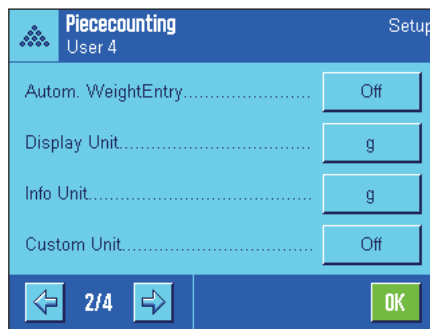 Piececounting
Setup
User 4
Autom. WeightEntry........................ Off
Display Unit.................................... g
Info Unit.......................................... g
Custom Unit................................... Off
2/4
OK